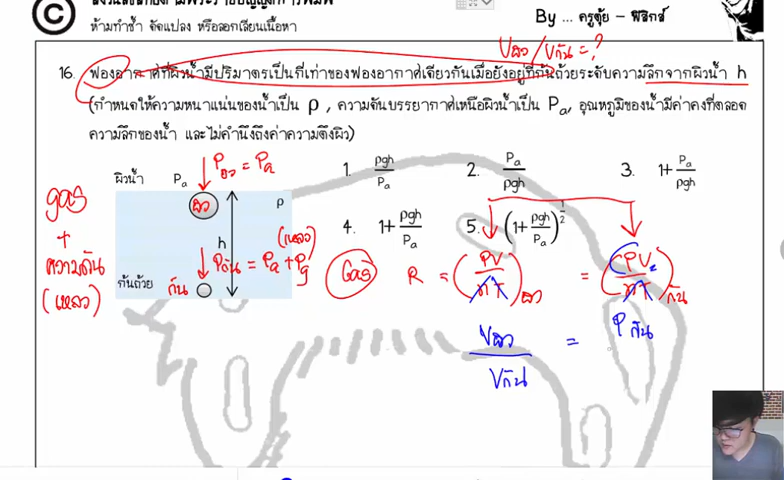 ห้ามทำซ้ำ ดัดแปลง หรือลอกเลียนเนื้อหา
By ... ครูตุ้ย - ฟิสิกส์
Vผิว / Vก้น = ?
16. ฟองอากาศที่ผิวน้ำมีปริมาตรเป็นกี่เท่าของฟองอากาศเดียวกันเมื่อยังอยู่ที่ก้นถ้วยระดับความลึกจากผิวน้ำ h
(กำหนดให้ความหนาแน่นของน้ำเป็น ρ, ความดันบรรยากาศเหนือผิวน้ำเป็น Pa, อุณหภูมิของน้ำมีค่าคงที่ตลอด
ความลึกของน้ำ และไม่คำนึงถึงค่าความตึงผิว)
Pผิว = Pa
ผิวน้ำ Pa
1. ρgh/Pa 2. Pa/ρgh 3. 1+Pa/ρgh
gas
+
ความดัน
(เหลว)
ผิว ρ
h
4. 1+ρgh/Pa 5. (1+ρgh/Pa)^1/2
(เหลว)
Pก้น = Pa + Pg
ก้นถ้วย ก้น
Gas R = (PV/nT)ผิว = (PV/nT)ก้น
Vผิว/Vก้น = Pก้น